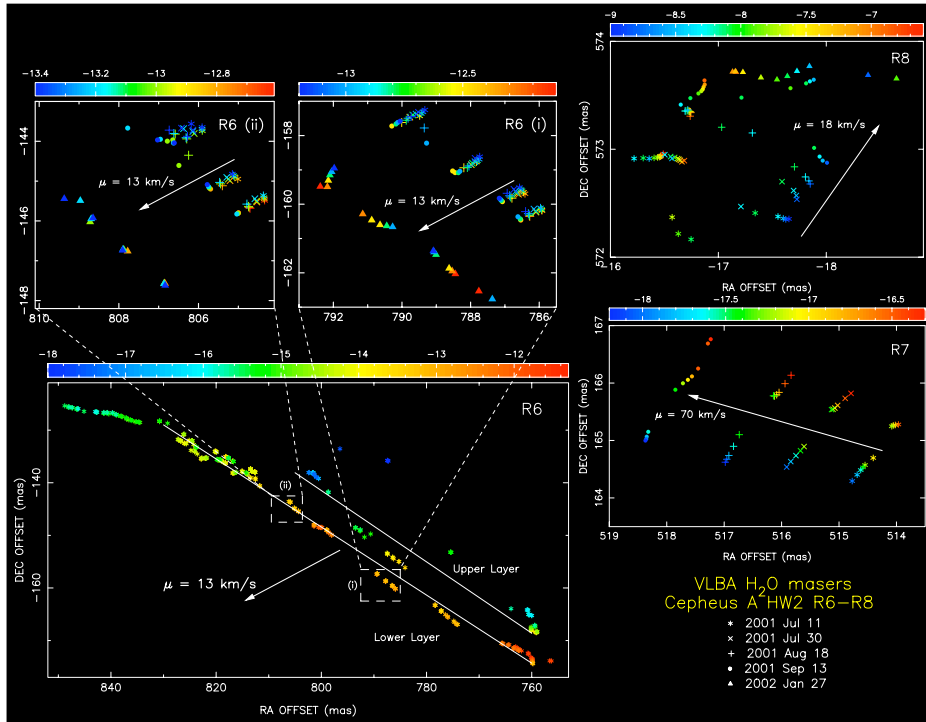 −13.4 −13.2 −13 −12.8
R6 (ii)
−144
−146
−148
810 808 806
μ = 13 km/s
−13 −12.5
R6 (i)
−158
−160
−162
792 790 788 786
μ = 13 km/s
−9 −8.5 −8 −7.5 −7
R8
574
573
572
DEC OFFSET (mas)
μ = 18 km/s
−16 −17 −18
RA OFFSET (mas)
−18 −17.5 −17 −16.5
R7
167
166
165
164
DEC OFFSET (mas)
μ = 70 km/s
519 518 517 516 515 514
RA OFFSET (mas)
−18 −17 −16 −15 −14 −13 −12
R6
−140
−160
DEC OFFSET (mas)
(ii)
(i)
μ = 13 km/s
Upper Layer
Lower Layer
840 820 800 780 760
RA OFFSET (mas)
VLBA H2O masers
Cepheus A HW2 R6−R8
* 2001 Jul 11
× 2001 Jul 30
+ 2001 Aug 18
● 2001 Sep 13
▲ 2002 Jan 27